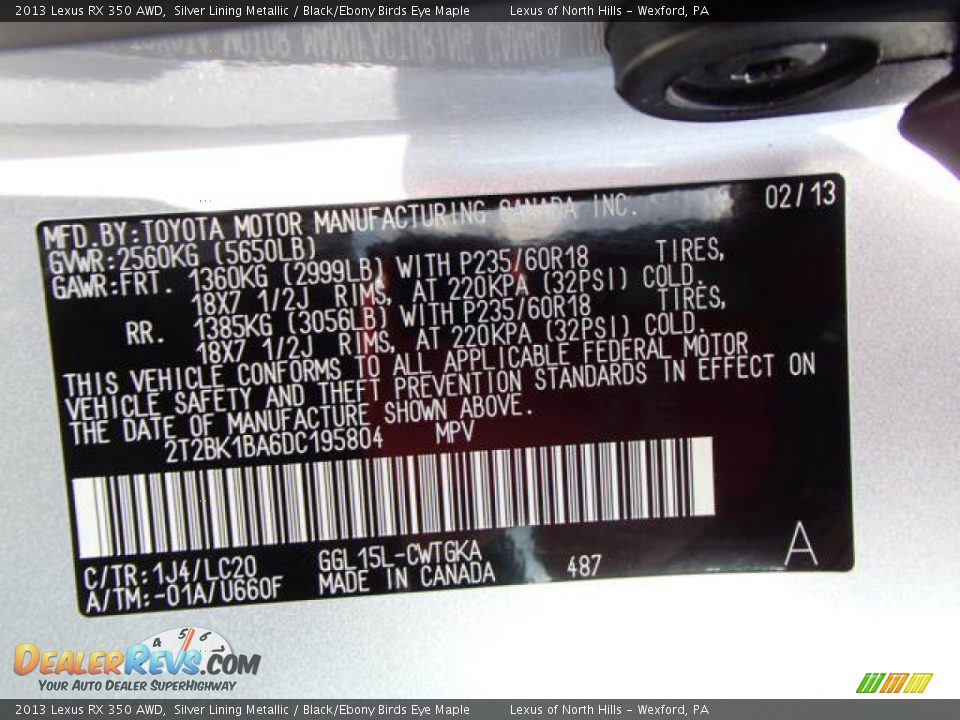 2013 Lexus RX 350 AWD, Silver Lining Metallic / Black/Ebony Birds Eye Maple Lexus of North Hills - Wexford, PA
MFD.BY:TOYOTA MOTOR MANUFACTURING CANADA INC. 02/13
GVWR:2560KG (5650LB)
GAWR:FRT. 1360KG (2999LB) WITH P235/60R18 TIRES,
18X7 1/2J RIMS, AT 220KPA (32PSI) COLD.
RR. 1385KG (3056LB) WITH P235/60R18 TIRES,
18X7 1/2J RIMS, AT 220KPA (32PSI) COLD.
THIS VEHICLE CONFORMS TO ALL APPLICABLE FEDERAL MOTOR
VEHICLE SAFETY AND THEFT PREVENTION STANDARDS IN EFFECT ON
THE DATE OF MANUFACTURE SHOWN ABOVE.
2T2BK1BA6DC195804 MPV
C/TR:1J4/LC20 GGL15L-CWTGKA 487 A
A/TM:-01A/U660F MADE IN CANADA
4 5 6
DEALERREVS.COM
YOUR AUTO DEALER SUPERHIGHWAY
2013 Lexus RX 350 AWD, Silver Lining Metallic / Black/Ebony Birds Eye Maple Lexus of North Hills - Wexford, PA